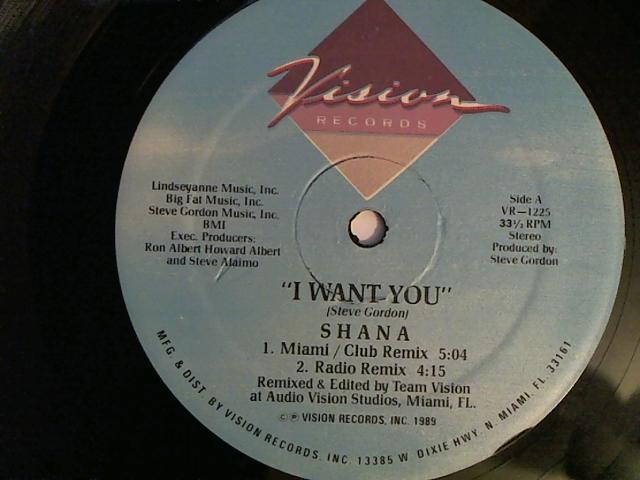 Vision
RECORDS
Lindseyanne Music, Inc.
Big Fat Music, Inc.
Steve Gordon Music, Inc.
BMI
Exec. Producers:
Ron Albert Howard Albert
and Steve Alaimo
Side A
VR—1225
33⅓ RPM
Stereo
Produced by:
Steve Gordon
"I WANT YOU"
(Steve Gordon)
SHANA
1. Miami / Club Remix 5:04
2. Radio Remix 4:15
Remixed & Edited by Team Vision
at Audio Vision Studios, Miami, FL.
©℗ VISION RECORDS, INC. 1989
MFG. & DIST. BY VISION RECORDS, INC. 13385 W. DIXIE HWY. N. MIAMI, FL. 33161